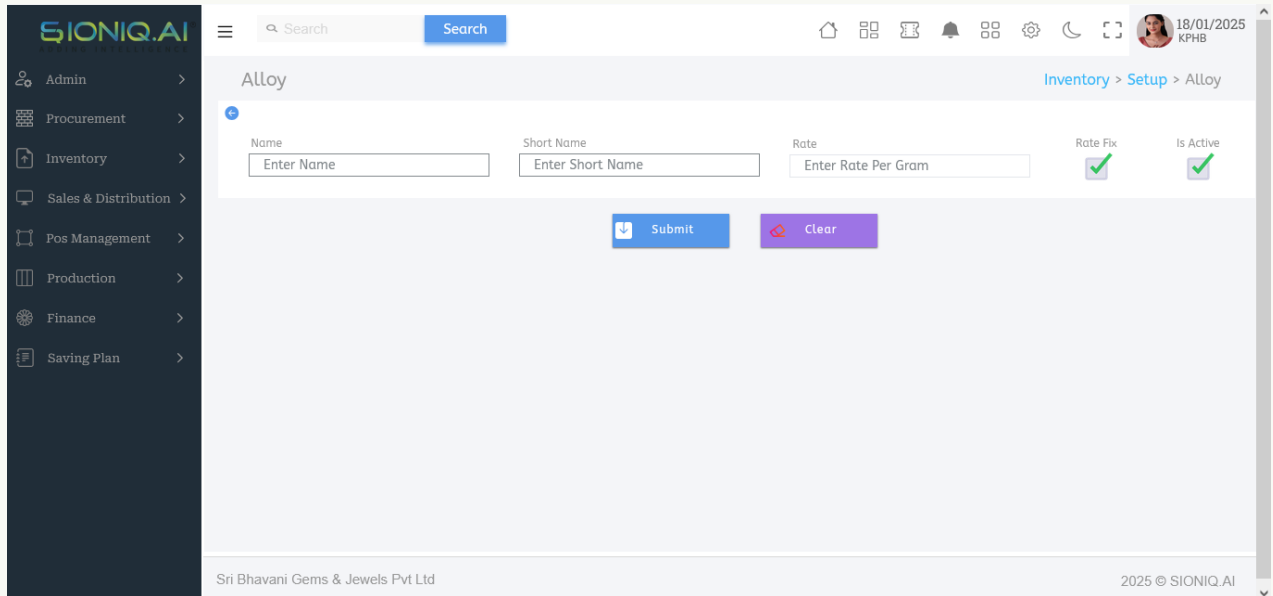 SIONIQ.AI
Search
Search
18/01/2025
KPHB
Admin
Procurement
Inventory
Sales & Distribution
Pos Management
Production
Finance
Saving Plan
Alloy
Inventory > Setup > Alloy
Name
Short Name
Rate
Rate Fix
Is Active
Enter Name
Enter Short Name
Enter Rate Per Gram
Submit
Clear
Sri Bhavani Gems & Jewels Pvt Ltd
2025 © SIONIQ.AI